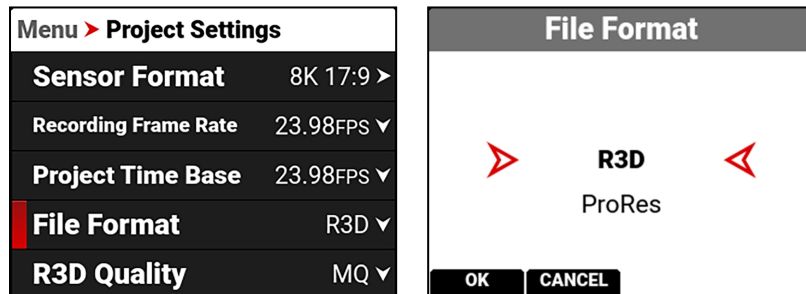 Menu ➤ Project Settings
Sensor Format 8K 17:9 ➤
Recording Frame Rate 23.98FPS
Project Time Base 23.98FPS
File Format R3D
R3D Quality MQ
File Format
R3D
ProRes
OK CANCEL